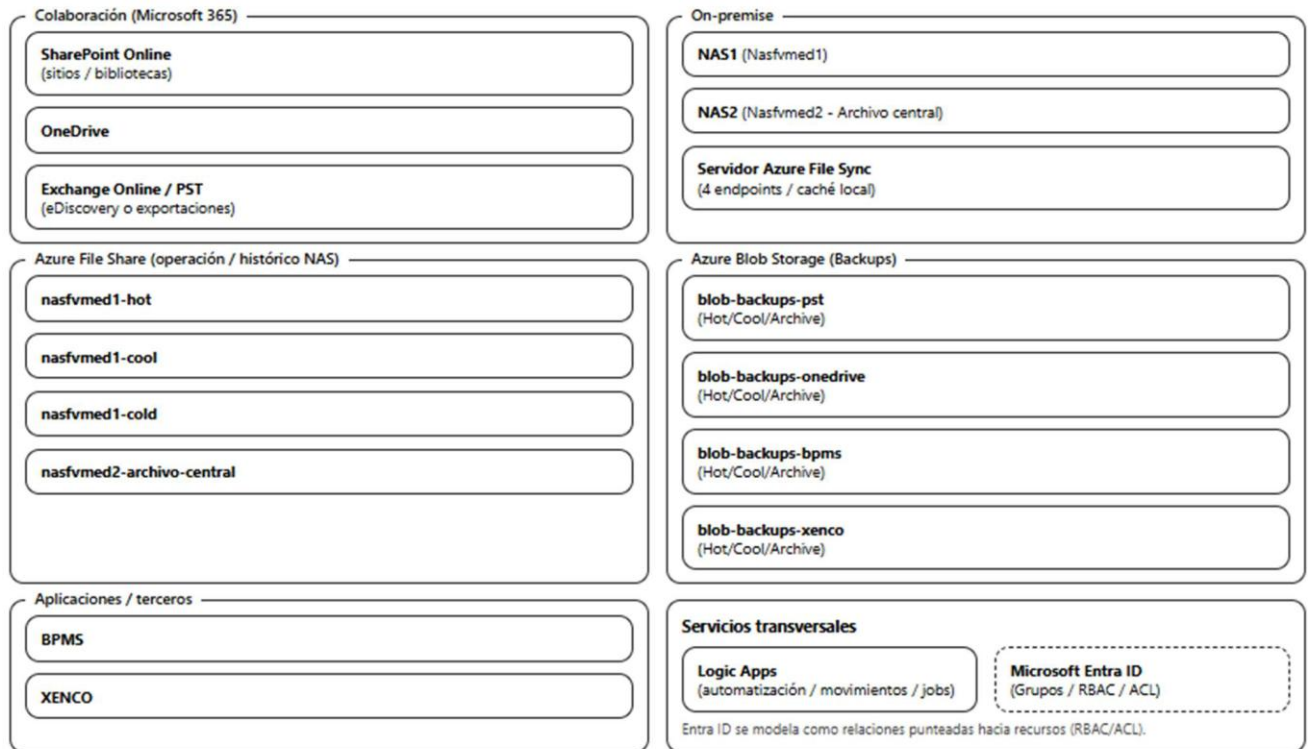 Colaboración (Microsoft 365)
SharePoint Online
(sitios / bibliotecas)
OneDrive
Exchange Online / PST
(eDiscovery o exportaciones)
On-premise
NAS1 (Nasfvmed1)
NAS2 (Nasfvmed2 - Archivo central)
Servidor Azure File Sync
(4 endpoints / caché local)
Azure File Share (operación / histórico NAS)
nasfvmed1-hot
nasfvmed1-cool
nasfvmed1-cold
nasfvmed2-archivo-central
Azure Blob Storage (Backups)
blob-backups-pst
(Hot/Cool/Archive)
blob-backups-onedrive
(Hot/Cool/Archive)
blob-backups-bpms
(Hot/Cool/Archive)
blob-backups-xenco
(Hot/Cool/Archive)
Aplicaciones / terceros
BPMS
XENCO
Servicios transversales
Logic Apps
(automatización / movimientos / jobs)
Microsoft Entra ID
(Grupos / RBAC / ACL)
Entra ID se modela como relaciones punteadas hacia recursos (RBAC/ACL).